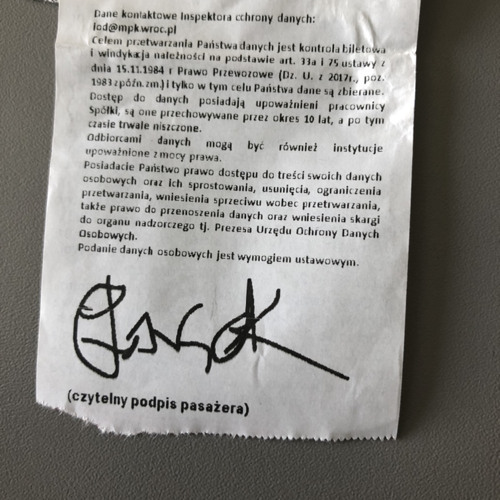 Dane kontaktowe Inspektora ochrony danych:
iod@mpk.wroc.pl
Celem przetwarzania Państwa danych jest kontrola biletowa
i windykacja należności na podstawie art. 33a i 75 ustawy z
dnia 15.11.1984 r Prawo Przewozowe (Dz. U. z 2017r., poz.
1983 zpóźn.zm.) i tylko w tym celu Państwa dane są zbierane.
Dostęp do danych posiadają upoważnieni pracownicy
Spółki, są one przechowywane przez okres 10 lat, a po tym
czasie trwale niszczone.
Odbiorcami danych mogą być również instytucje
upoważnione z mocy prawa.
Posiadacie Państwo prawo dostępu do treści swoich danych
osobowych oraz ich sprostowania, usunięcia, ograniczenia
przetwarzania, wniesienia sprzeciwu wobec przetrwarzania,
także prawo do przenoszenia danych oraz wniesienia skargi
do organu nadzorczego tj. Prezesa Urzędu Ochrony Danych
Osobowych.
Podanie danych osobowych jest wymogiem ustawowym.
(czytelny podpis pasażera)